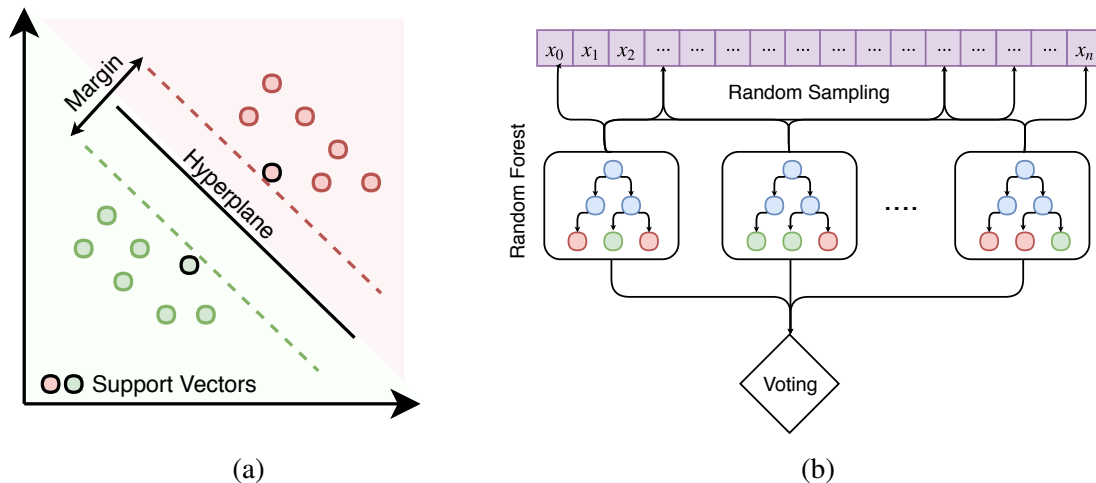 Margin
Hyperplane
Support Vectors
(a)
x0 x1 x2 ... ... ... ... ... ... ... ... ... ... ... ... xn
Random Sampling
Random Forest
....
Voting
(b)